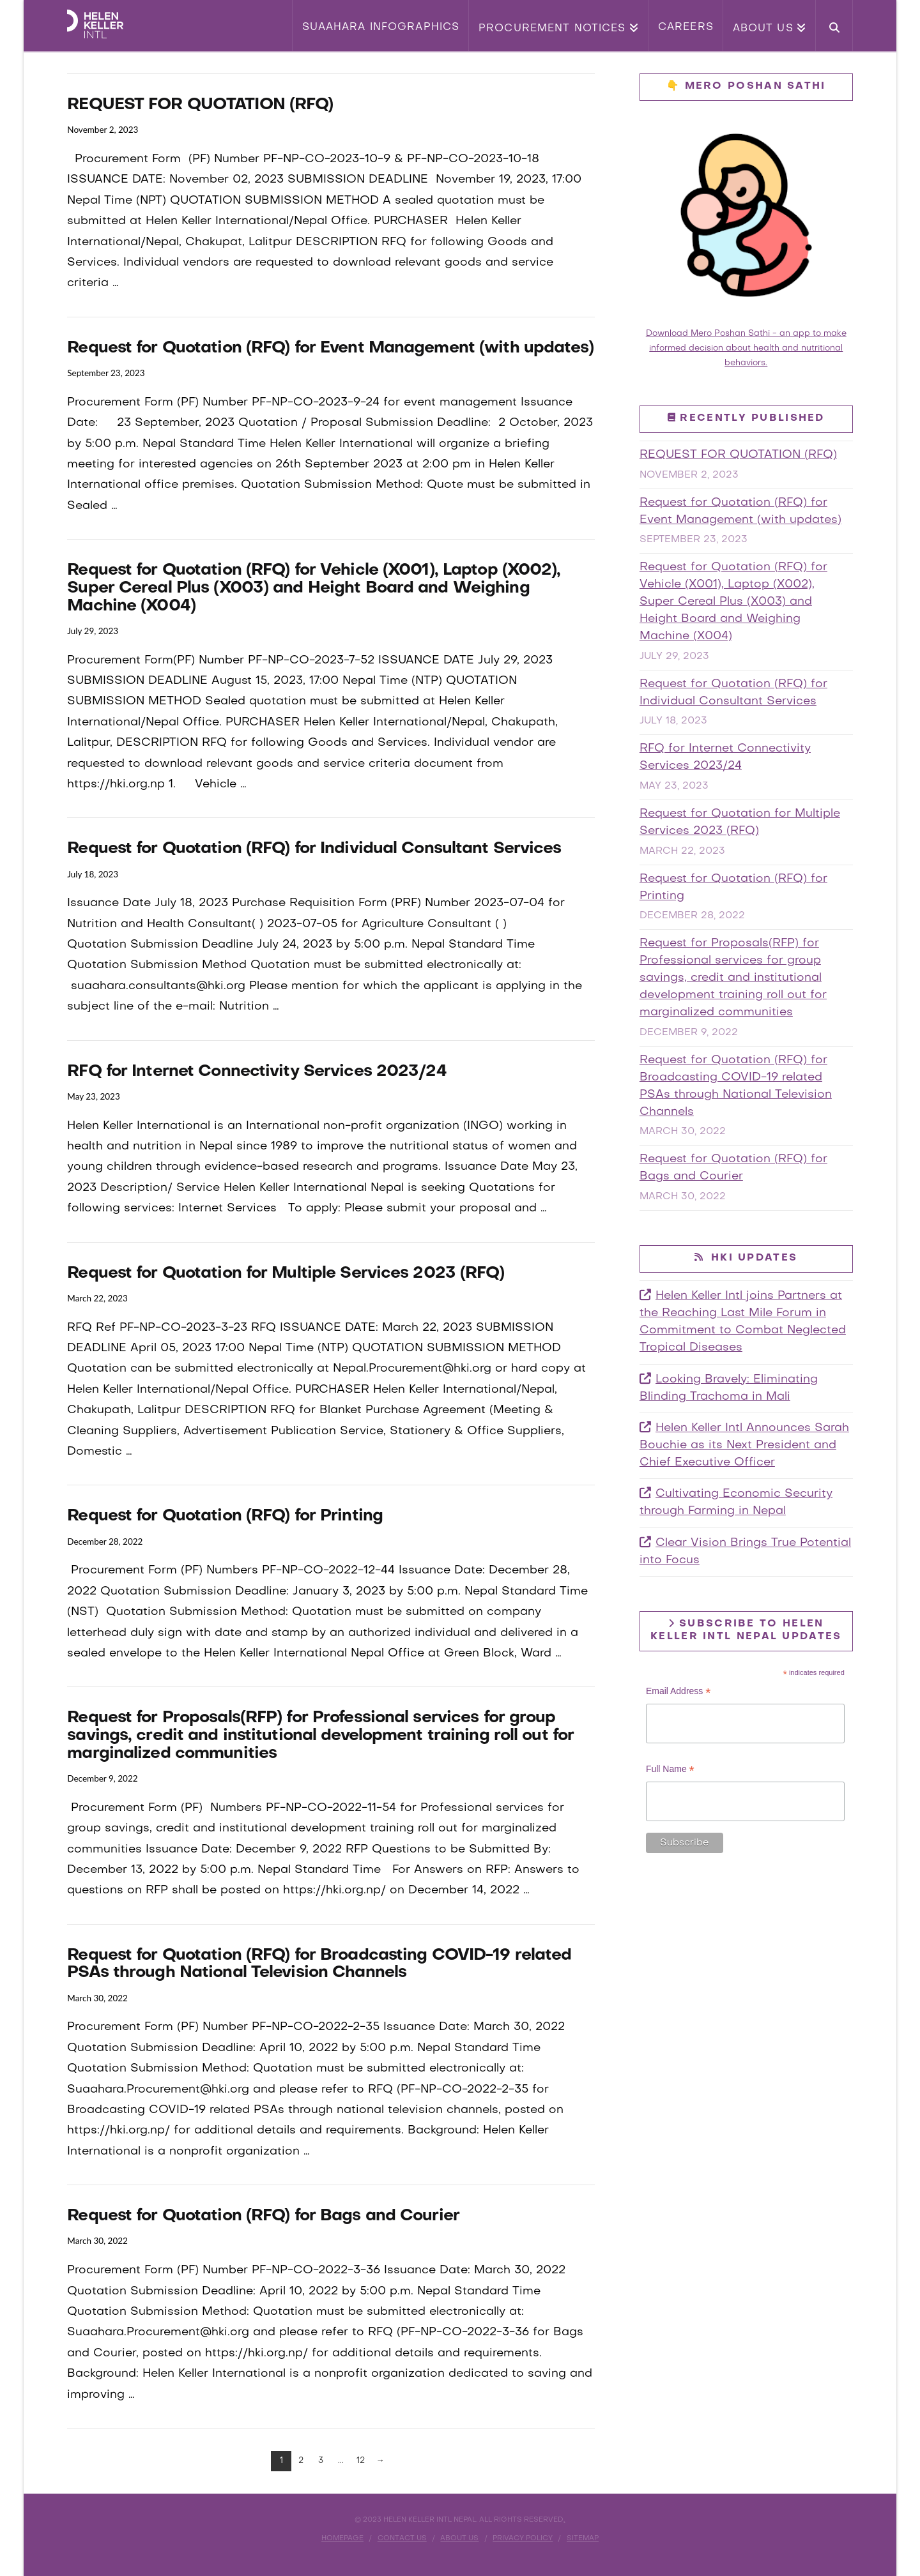 HELEN
KELLER
INTL
SUAAHARA INFOGRAPHICS
PROCUREMENT NOTICES
CAREERS
ABOUT US
REQUEST FOR QUOTATION (RFQ)
November 2, 2023
Procurement Form (PF) Number PF-NP-CO-2023-10-9 & PF-NP-CO-2023-10-18
ISSUANCE DATE: November 02, 2023 SUBMISSION DEADLINE November 19, 2023, 17:00
Nepal Time (NPT) QUOTATION SUBMISSION METHOD A sealed quotation must be
submitted at Helen Keller International/Nepal Office. PURCHASER Helen Keller
International/Nepal, Chakupat, Lalitpur DESCRIPTION RFQ for following Goods and
Services. Individual vendors are requested to download relevant goods and service
criteria ...
Request for Quotation (RFQ) for Event Management (with updates)
September 23, 2023
Procurement Form (PF) Number PF-NP-CO-2023-9-24 for event management Issuance
Date: 23 September, 2023 Quotation / Proposal Submission Deadline: 2 October, 2023
by 5:00 p.m. Nepal Standard Time Helen Keller International will organize a briefing
meeting for interested agencies on 26th September 2023 at 2:00 pm in Helen Keller
International office premises. Quotation Submission Method: Quote must be submitted in
Sealed ...
Request for Quotation (RFQ) for Vehicle (X001), Laptop (X002),
Super Cereal Plus (X003) and Height Board and Weighing
Machine (X004)
July 29, 2023
Procurement Form(PF) Number PF-NP-CO-2023-7-52 ISSUANCE DATE July 29, 2023
SUBMISSION DEADLINE August 15, 2023, 17:00 Nepal Time (NTP) QUOTATION
SUBMISSION METHOD Sealed quotation must be submitted at Helen Keller
International/Nepal Office. PURCHASER Helen Keller International/Nepal, Chakupath,
Lalitpur, DESCRIPTION RFQ for following Goods and Services. Individual vendor are
requested to download relevant goods and service criteria document from
https://hki.org.np 1. Vehicle ...
Request for Quotation (RFQ) for Individual Consultant Services
July 18, 2023
Issuance Date July 18, 2023 Purchase Requisition Form (PRF) Number 2023-07-04 for
Nutrition and Health Consultant( ) 2023-07-05 for Agriculture Consultant ( )
Quotation Submission Deadline July 24, 2023 by 5:00 p.m. Nepal Standard Time
Quotation Submission Method Quotation must be submitted electronically at:
suaahara.consultants@hki.org Please mention for which the applicant is applying in the
subject line of the e-mail: Nutrition ...
RFQ for Internet Connectivity Services 2023/24
May 23, 2023
Helen Keller International is an International non-profit organization (INGO) working in
health and nutrition in Nepal since 1989 to improve the nutritional status of women and
young children through evidence-based research and programs. Issuance Date May 23,
2023 Description/ Service Helen Keller International Nepal is seeking Quotations for
following services: Internet Services To apply: Please submit your proposal and ...
Request for Quotation for Multiple Services 2023 (RFQ)
March 22, 2023
RFQ Ref PF-NP-CO-2023-3-23 RFQ ISSUANCE DATE: March 22, 2023 SUBMISSION
DEADLINE April 05, 2023 17:00 Nepal Time (NTP) QUOTATION SUBMISSION METHOD
Quotation can be submitted electronically at Nepal.Procurement@hki.org or hard copy at
Helen Keller International/Nepal Office. PURCHASER Helen Keller International/Nepal,
Chakupath, Lalitpur DESCRIPTION RFQ for Blanket Purchase Agreement (Meeting &
Cleaning Suppliers, Advertisement Publication Service, Stationery & Office Suppliers,
Domestic ...
Request for Quotation (RFQ) for Printing
December 28, 2022
Procurement Form (PF) Numbers PF-NP-CO-2022-12-44 Issuance Date: December 28,
2022 Quotation Submission Deadline: January 3, 2023 by 5:00 p.m. Nepal Standard Time
(NST) Quotation Submission Method: Quotation must be submitted on company
letterhead duly sign with date and stamp by an authorized individual and delivered in a
sealed envelope to the Helen Keller International Nepal Office at Green Block, Ward ...
Request for Proposals(RFP) for Professional services for group
savings, credit and institutional development training roll out for
marginalized communities
December 9, 2022
Procurement Form (PF) Numbers PF-NP-CO-2022-11-54 for Professional services for
group savings, credit and institutional development training roll out for marginalized
communities Issuance Date: December 9, 2022 RFP Questions to be Submitted By:
December 13, 2022 by 5:00 p.m. Nepal Standard Time For Answers on RFP: Answers to
questions on RFP shall be posted on https://hki.org.np/ on December 14, 2022 ...
Request for Quotation (RFQ) for Broadcasting COVID-19 related
PSAs through National Television Channels
March 30, 2022
Procurement Form (PF) Number PF-NP-CO-2022-2-35 Issuance Date: March 30, 2022
Quotation Submission Deadline: April 10, 2022 by 5:00 p.m. Nepal Standard Time
Quotation Submission Method: Quotation must be submitted electronically at:
Suaahara.Procurement@hki.org and please refer to RFQ (PF-NP-CO-2022-2-35 for
Broadcasting COVID-19 related PSAs through national television channels, posted on
https://hki.org.np/ for additional details and requirements. Background: Helen Keller
International is a nonprofit organization ...
Request for Quotation (RFQ) for Bags and Courier
March 30, 2022
Procurement Form (PF) Number PF-NP-CO-2022-3-36 Issuance Date: March 30, 2022
Quotation Submission Deadline: April 10, 2022 by 5:00 p.m. Nepal Standard Time
Quotation Submission Method: Quotation must be submitted electronically at:
Suaahara.Procurement@hki.org and please refer to RFQ (PF-NP-CO-2022-3-36 for Bags
and Courier, posted on https://hki.org.np/ for additional details and requirements.
Background: Helen Keller International is a nonprofit organization dedicated to saving and
improving ...
1 2 3 ... 12 →
👇 MERO POSHAN SATHI
Download Mero Poshan Sathi - an app to make
informed decision about health and nutritional
behaviors.
RECENTLY PUBLISHED
REQUEST FOR QUOTATION (RFQ)
NOVEMBER 2, 2023
Request for Quotation (RFQ) for
Event Management (with updates)
SEPTEMBER 23, 2023
Request for Quotation (RFQ) for
Vehicle (X001), Laptop (X002),
Super Cereal Plus (X003) and
Height Board and Weighing
Machine (X004)
JULY 29, 2023
Request for Quotation (RFQ) for
Individual Consultant Services
JULY 18, 2023
RFQ for Internet Connectivity
Services 2023/24
MAY 23, 2023
Request for Quotation for Multiple
Services 2023 (RFQ)
MARCH 22, 2023
Request for Quotation (RFQ) for
Printing
DECEMBER 28, 2022
Request for Proposals(RFP) for
Professional services for group
savings, credit and institutional
development training roll out for
marginalized communities
DECEMBER 9, 2022
Request for Quotation (RFQ) for
Broadcasting COVID-19 related
PSAs through National Television
Channels
MARCH 30, 2022
Request for Quotation (RFQ) for
Bags and Courier
MARCH 30, 2022
HKI UPDATES
Helen Keller Intl joins Partners at
the Reaching Last Mile Forum in
Commitment to Combat Neglected
Tropical Diseases
Looking Bravely: Eliminating
Blinding Trachoma in Mali
Helen Keller Intl Announces Sarah
Bouchie as its Next President and
Chief Executive Officer
Cultivating Economic Security
through Farming in Nepal
Clear Vision Brings True Potential
into Focus
SUBSCRIBE TO HELEN
KELLER INTL NEPAL UPDATES
* indicates required
Email Address *
Full Name *
Subscribe
© 2023 HELEN KELLER INTL NEPAL. ALL RIGHTS RESERVED.
HOMEPAGE / CONTACT US / ABOUT US / PRIVACY POLICY / SITEMAP